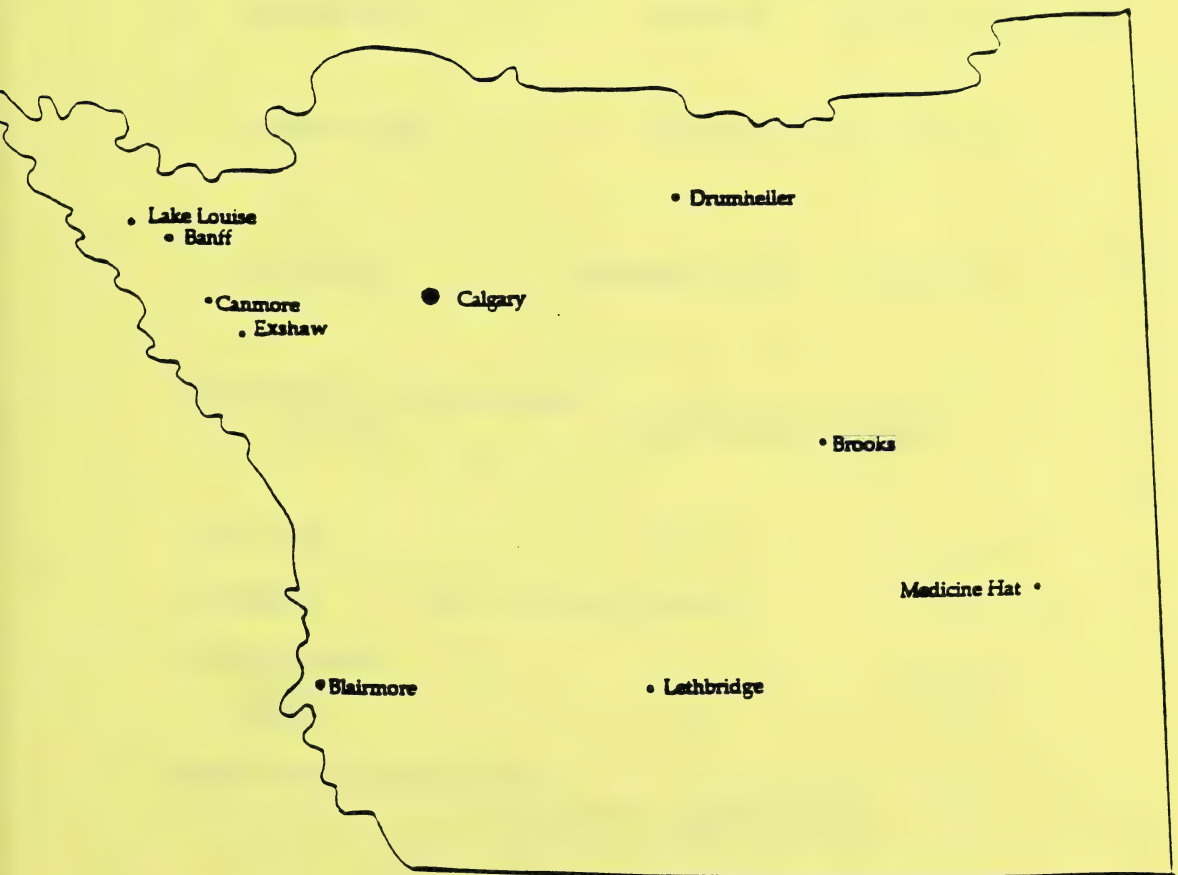 Drumheller
Lake Louise
Banff
Canmore
Calgary
Exshaw
Brooks
Medicine Hat
Blairmore
Lethbridge